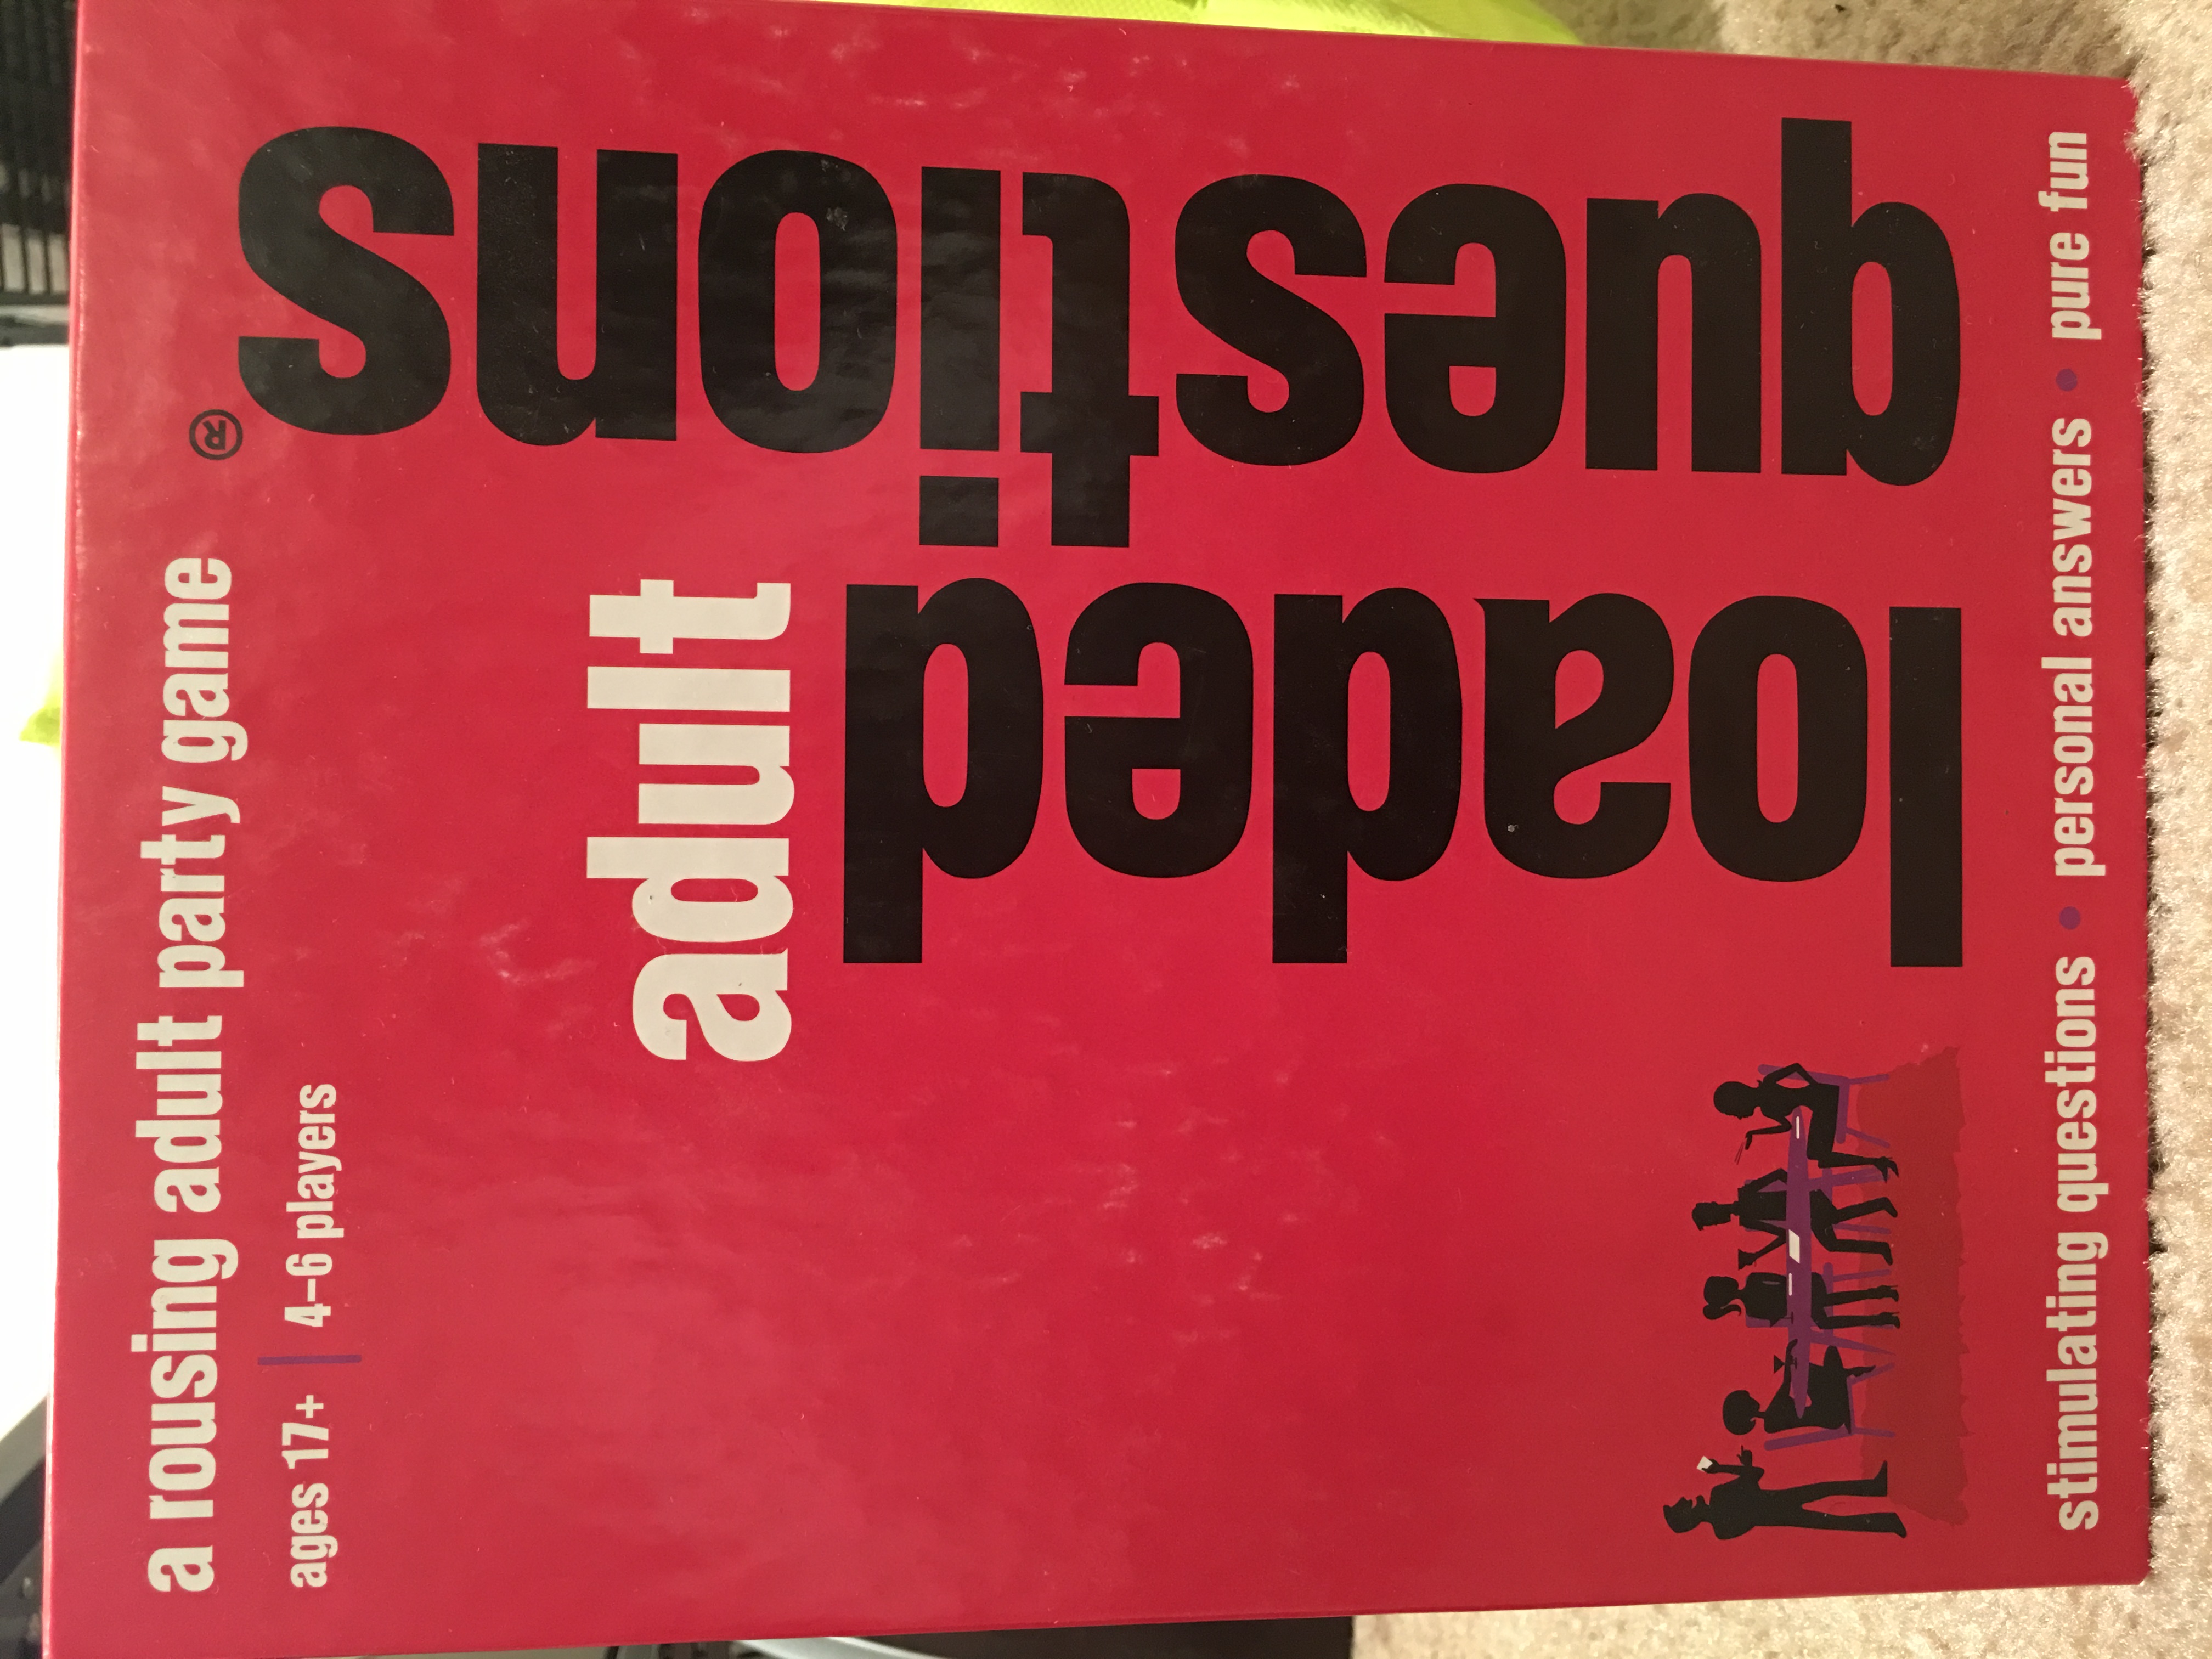 a rousing adult party game
ages 17+ | 4–6 players
adult
loaded
questions®
stimulating questions • personal answers • pure fun